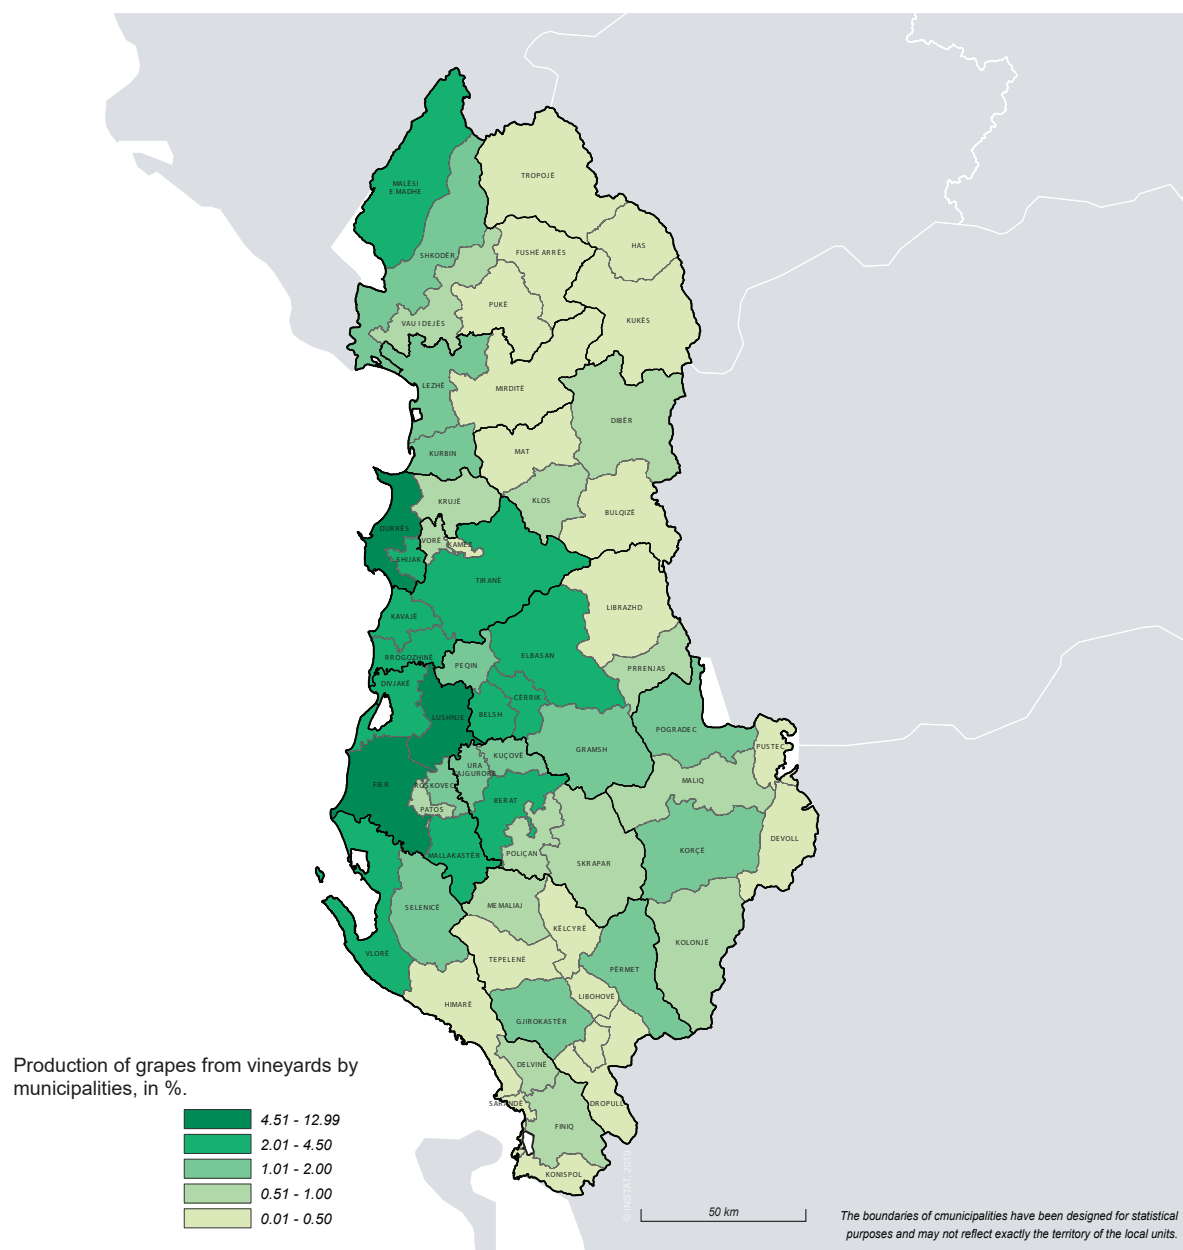 MALËSI
E MADHE
TROPOJË
HAS
SHKODËR
FUSHË ARRËS
PUKË
KUKËS
VAU I DEJËS
LEZHË
MIRDITË
DIBËR
KURBIN
MAT
KRUJË
KLOS
BULQIZË
DURRËS
VORË
KAMËZ
SHIJAK
TIRANË
LIBRAZHD
KAVAJË
RROGOZHINË
PEQIN
ELBASAN
PRRENJAS
DIVJAKË
CËRRIK
LUSHNJE
BELSH
POGRADEC
PUSTEC
GRAMSH
KUÇOVË
URA
VAJGURORE
FIER
ROSKOVEC
MALIQ
PATOS
BERAT
DEVOLL
MALLAKASTËR
POLIÇAN
KORÇË
SKRAPAR
MEMALIAJ
SELENICË
KËLCYRË
KOLONJË
VLORË
TEPELENË
PËRMET
LIBOHOVË
HIMARË
GJIROKASTËR
DELVINË
SARANDË
DROPULL
FINIQ
KONISPOL
Production of grapes from vineyards by
municipalities, in %.
4.51 - 12.99
2.01 - 4.50
1.01 - 2.00
0.51 - 1.00
0.01 - 0.50
© INSTAT, 2019
50 km
The boundaries of cmunicipalities have been designed for statistical
purposes and may not reflect exactly the territory of the local units.